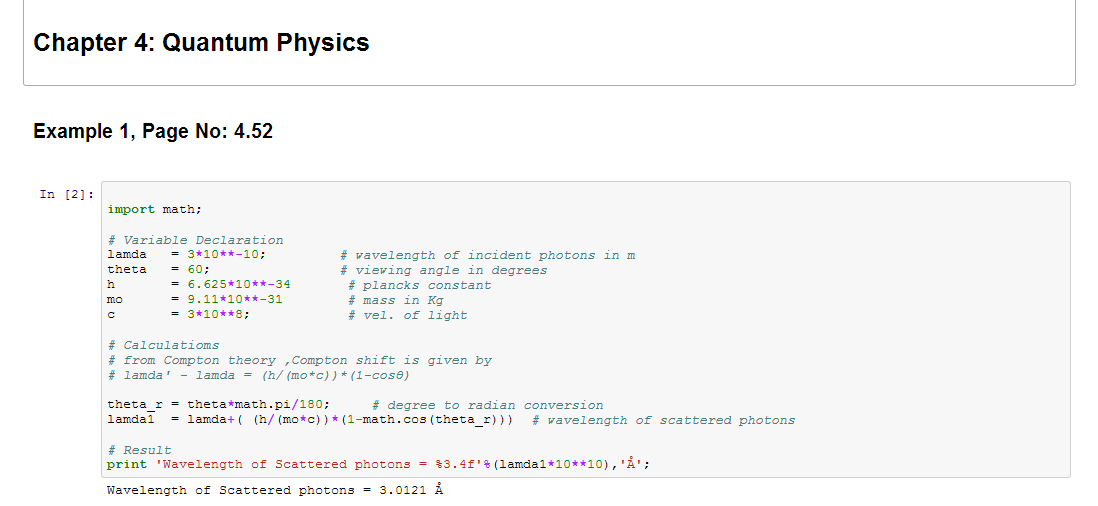 Chapter 4: Quantum Physics
Example 1, Page No: 4.52
In [2]:
import math;
# Variable Declaration
lamda   = 3*10**-10;          # wavelength of incident photons in m
theta   = 60;                 # viewing angle in degrees
h       = 6.625*10**-34       # plancks constant
mo      = 9.11*10**-31        # mass in Kg
c       = 3*10**8;            # vel. of light
# Calculatioms
# from Compton theory ,Compton shift is given by
# lamda' - lamda = (h/(mo*c))*(1-cosθ)
theta_r = theta*math.pi/180;     # degree to radian conversion
lamda1  = lamda+( (h/(mo*c))*(1-math.cos(theta_r)))  # wavelength of scattered photons
# Result
print 'Wavelength of Scattered photons = %3.4f'%(lamda1*10**10),'Å';
Wavelength of Scattered photons = 3.0121 Å